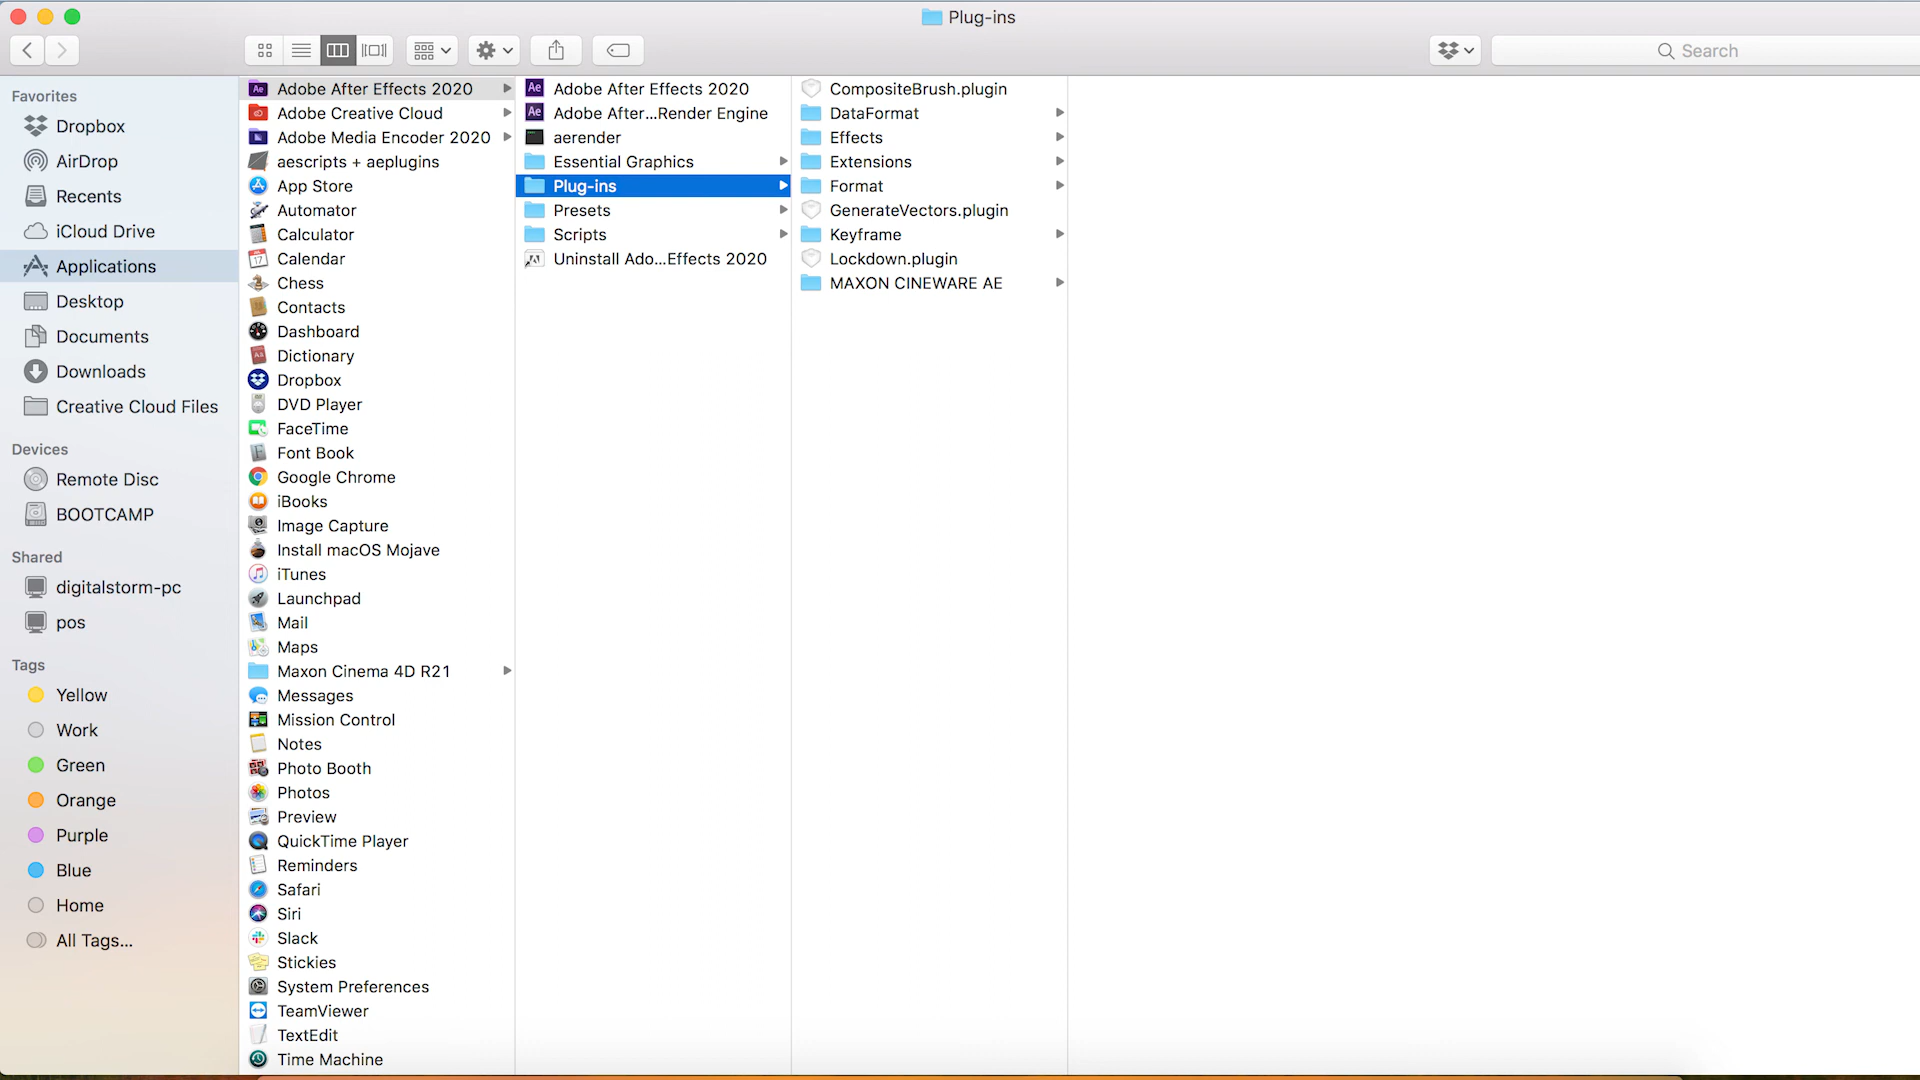 Plug-ins
Search
Favorites
Dropbox
AirDrop
Recents
iCloud Drive
Applications
Desktop
Documents
Downloads
Creative Cloud Files
Devices
Remote Disc
BOOTCAMP
Shared
digitalstorm-pc
pos
Tags
Yellow
Work
Green
Orange
Purple
Blue
Home
All Tags...
Adobe After Effects 2020
Adobe Creative Cloud
Adobe Media Encoder 2020
aescripts + aeplugins
App Store
Automator
Calculator
Calendar
Chess
Contacts
Dashboard
Dictionary
Dropbox
DVD Player
FaceTime
Font Book
Google Chrome
iBooks
Image Capture
Install macOS Mojave
iTunes
Launchpad
Mail
Maps
Maxon Cinema 4D R21
Messages
Mission Control
Notes
Photo Booth
Photos
Preview
QuickTime Player
Reminders
Safari
Siri
Slack
Stickies
System Preferences
TeamViewer
TextEdit
Time Machine
Adobe After Effects 2020
Adobe After...Render Engine
aerender
Essential Graphics
Plug-ins
Presets
Scripts
Uninstall Ado...Effects 2020
CompositeBrush.plugin
DataFormat
Effects
Extensions
Format
GenerateVectors.plugin
Keyframe
Lockdown.plugin
MAXON CINEWARE AE